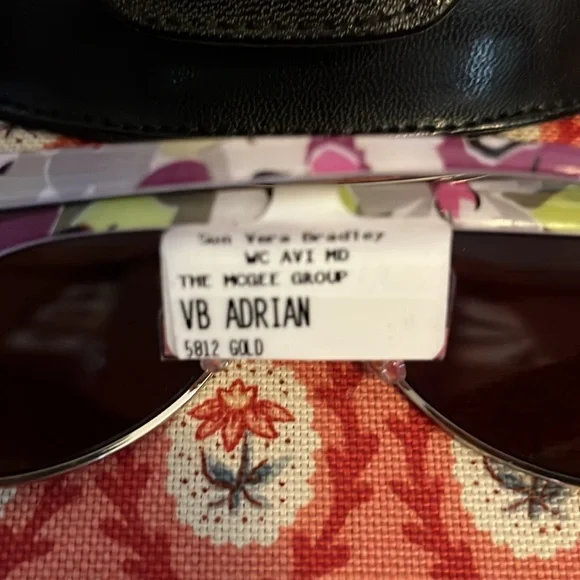 Sun Vera Bradley
WC AVI MD
THE MCGEE GROUP
VB ADRIAN
5812 GOLD